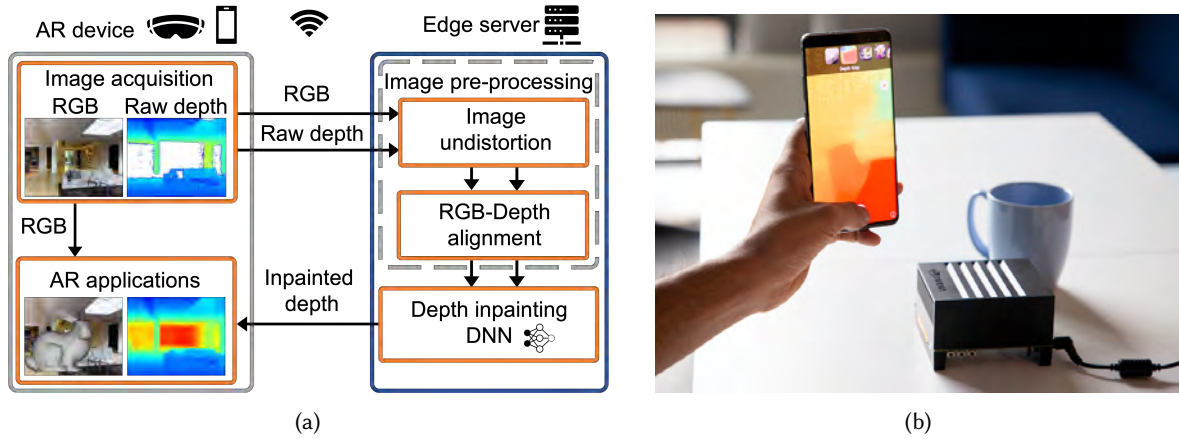 AR device
Edge server
Image acquisition
RGB Raw depth
RGB
Raw depth
Image pre-processing
Image
undistortion
RGB-Depth
alignment
RGB
AR applications
Inpainted
depth
Depth inpainting
DNN
(a)
(b)